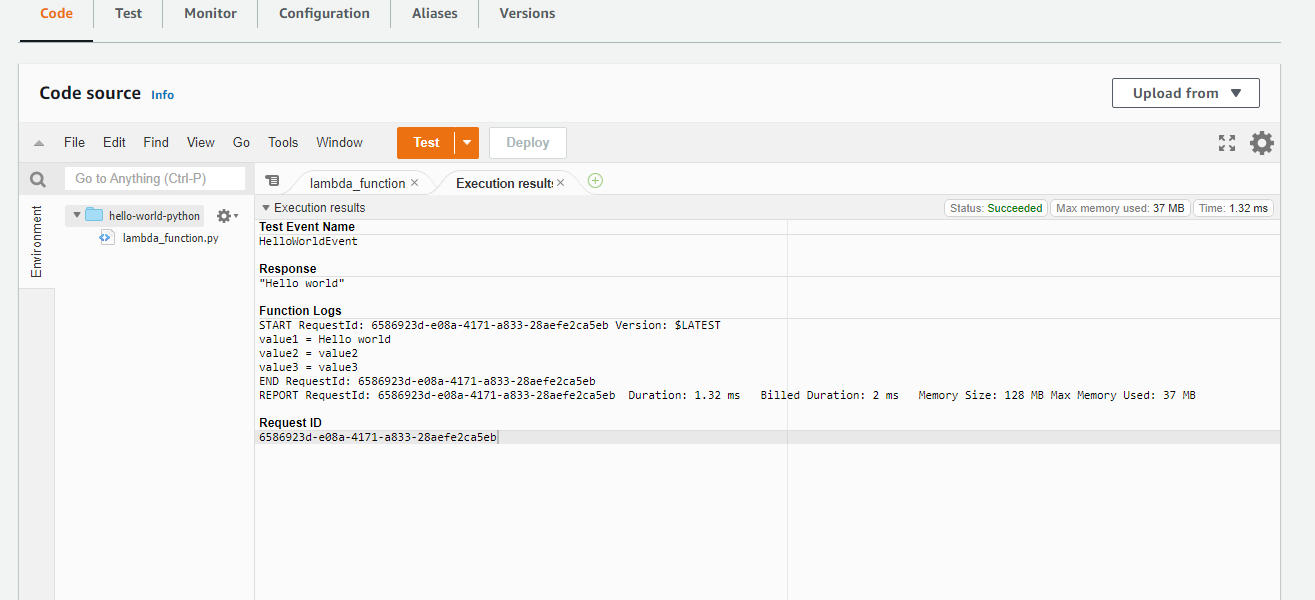 Code Test Monitor Configuration Aliases Versions
Code source Info Upload from
File Edit Find View Go Tools Window Test Deploy
Go to Anything (Ctrl-P) lambda_function Execution results
Environment
hello-world-python
lambda_function.py
Execution results Status: Succeeded Max memory used: 37 MB Time: 1.32 ms
Test Event Name
HelloWorldEvent
Response
"Hello world"
Function Logs
START RequestId: 6586923d-e08a-4171-a833-28aefe2ca5eb Version: $LATEST
value1 = Hello world
value2 = value2
value3 = value3
END RequestId: 6586923d-e08a-4171-a833-28aefe2ca5eb
REPORT RequestId: 6586923d-e08a-4171-a833-28aefe2ca5eb Duration: 1.32 ms Billed Duration: 2 ms Memory Size: 128 MB Max Memory Used: 37 MB
Request ID
6586923d-e08a-4171-a833-28aefe2ca5eb